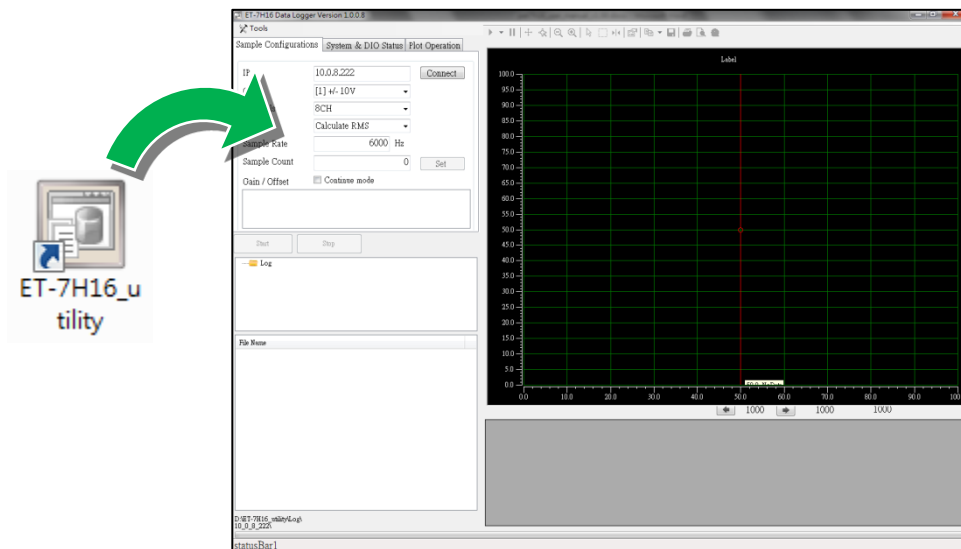 ET-7H16_u
tility
ET-7H16 Data Logger Version 1.0.0.8
Tools
Sample Configurations System & DIO Status Plot Operation
IP 10.0.8.222 Connect
[1] +/- 10V
8CH
Calculate RMS
Sample Rate 6000 Hz
Sample Count 0 Set
Gain / Offset Continue mode
Start Stop
Log
File Name
D:\ET-7H16_utility\Log\
10_0_8_222\
statusBar1
Label
100.0
95.0
90.0
85.0
80.0
75.0
70.0
65.0
60.0
55.0
50.0
45.0
40.0
35.0
30.0
25.0
20.0
15.0
10.0
5.0
0.0
0.0 10.0 20.0 30.0 40.0 50.0 60.0 70.0 80.0 90.0 100
1000 1000 1000